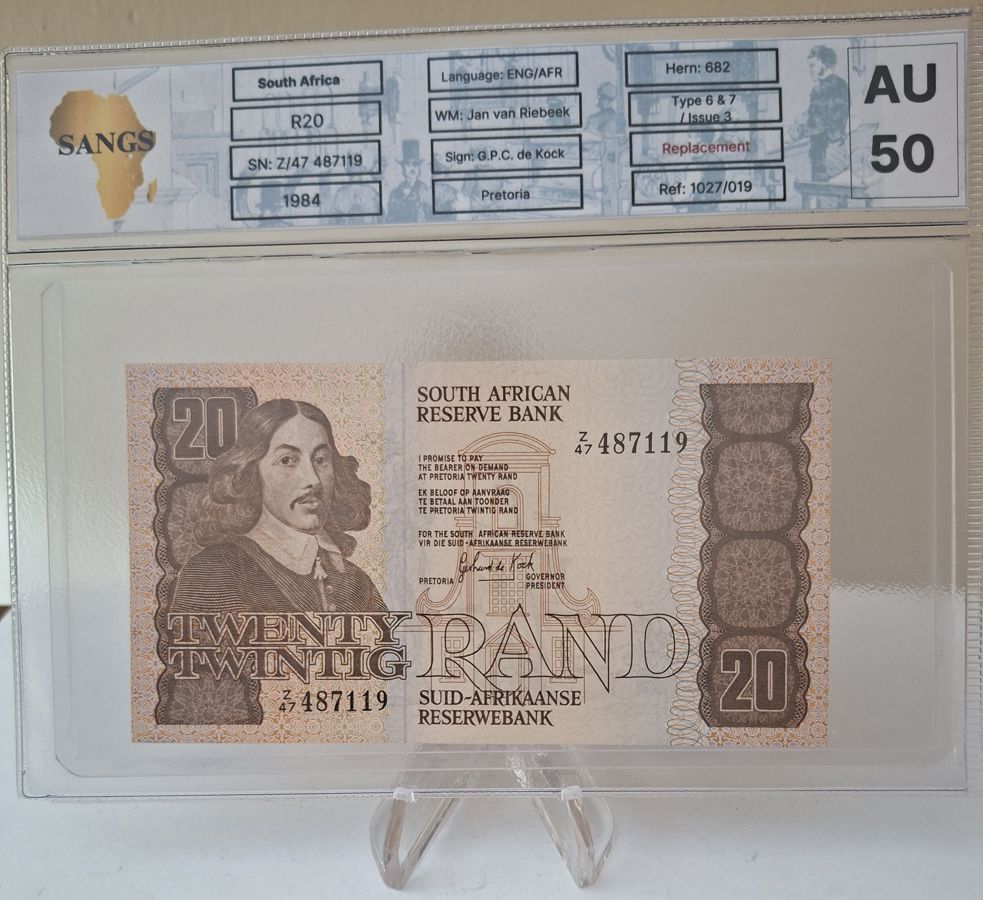 SANGS
South Africa
R20
SN: Z/47 487119
1984
Language: ENG/AFR
WM: Jan van Riebeek
Sign: G.P.C. de Kock
Pretoria
Hern: 682
Type 6 & 7
/ Issue 3
Replacement
Ref: 1027/019
AU
50
20
SOUTH AFRICAN
RESERVE BANK
Z
47 487119
I PROMISE TO PAY
THE BEARER ON DEMAND
AT PRETORIA TWENTY RAND
EK BELOOF OP AANVRAAG
TE BETAAL AAN TOONDER
TE PRETORIA TWINTIG RAND
FOR THE SOUTH AFRICAN RESERVE BANK
VIR DIE SUID-AFRIKAANSE RESERWEBANK
Gerhard de Kock
PRETORIA
GOVERNOR
PRESIDENT
TWENTY
TWINTIG
RAND
Z
47 487119
SUID-AFRIKAANSE
RESERWEBANK
20